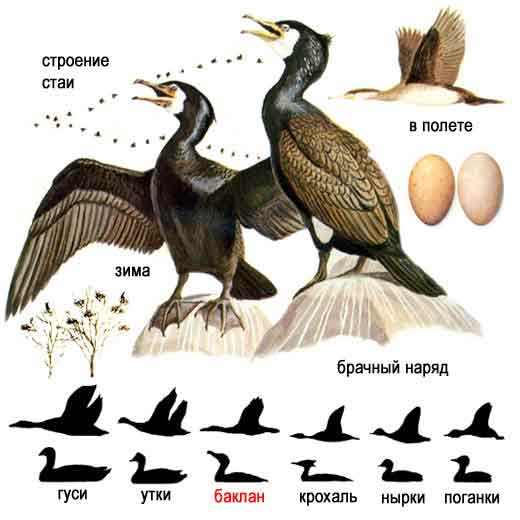 строение
стаи
в полете
зима
брачный наряд
гуси утки баклан крохаль нырки поганки